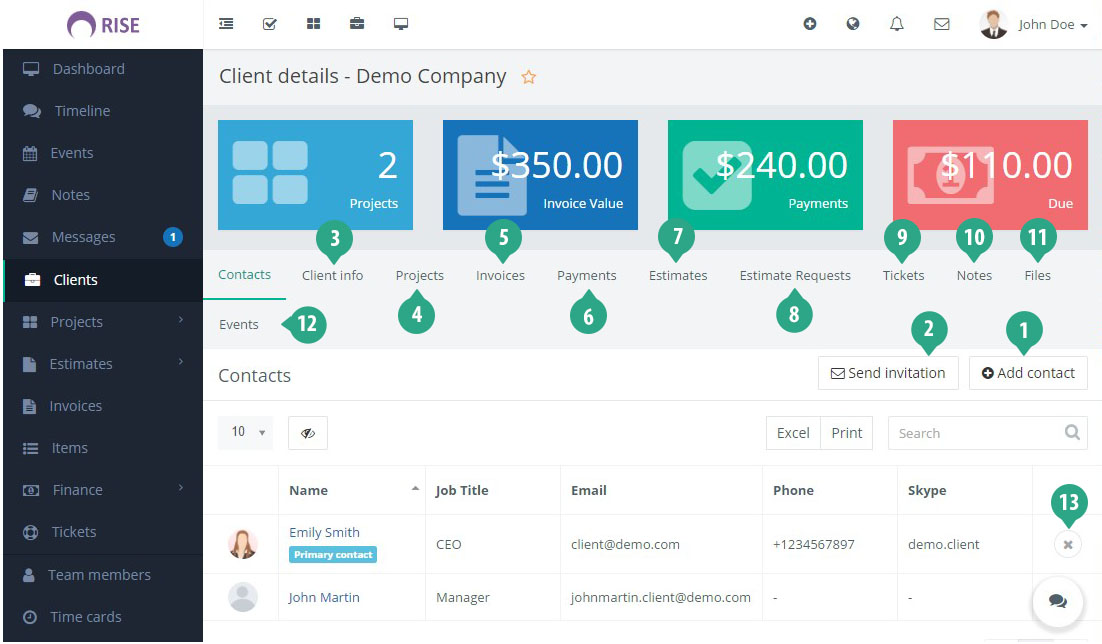 RISE
John Doe
Dashboard
Timeline
Events
Notes
Messages 1
Clients
Projects
Estimates
Invoices
Items
Finance
Tickets
Team members
Time cards
Client details - Demo Company
2
Projects
$350.00
Invoice Value
$240.00
Payments
1
$110.00
Due
3 5 7 9 10 11
Contacts Client info Projects Invoices Payments Estimates Estimate Requests Tickets Notes Files
4 6 8
Events 12
2 1
Contacts Send invitation Add contact
10 Excel Print Search
Name Job Title Email Phone Skype
13
Emily Smith
Primary contact
CEO client@demo.com +1234567897 demo.client
John Martin Manager johnmartin.client@demo.com - -